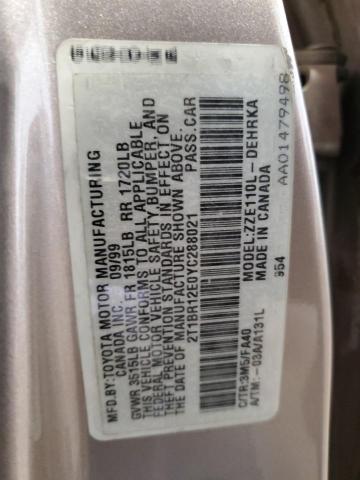 MFD.BY:TOYOTA MOTOR MANUFACTURING
CANADA INC. 09/99
GVWR 3515LB GAWR FR 1815LB RR 1720LB
THIS VEHICLE CONFORMS TO ALL APPLICABLE
CANADA MOTOR VEHICLE SAFETY, BUMPER, AND
THEFT PREVENTION STANDARDS IN EFFECT ON
THE DATE OF MANUFACTURE SHOWN ABOVE.
2T1BR12E0YC288021 PASS.CAR
C/TR:3M5/FA40 MODEL:ZZE110L-DEHRKA
A/TM:-03A/A131L MADE IN CANADA
954
AA01479498